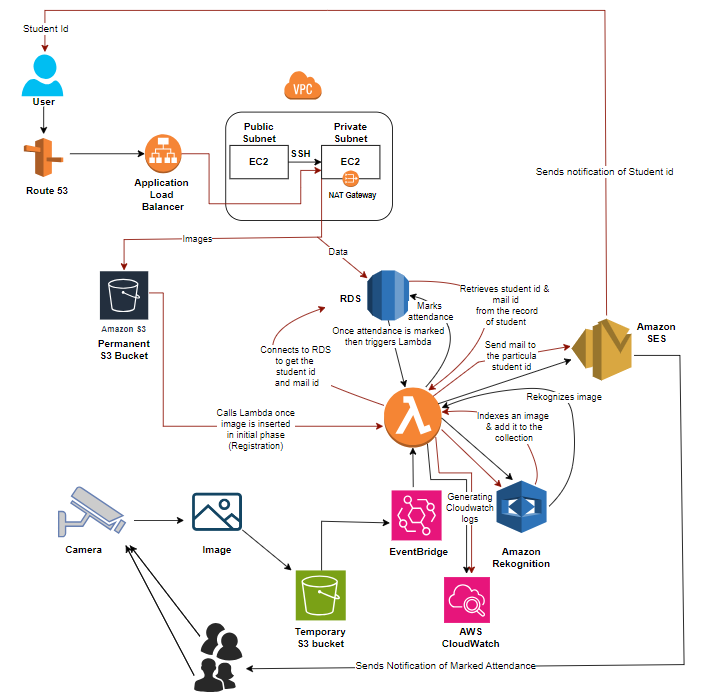 Student Id
User
VPC
Public
Subnet
Private
Subnet
EC2
SSH
EC2
NAT Gateway
Route 53
Application
Load
Balancer
Sends notification of Student id
Images
Data
Amazon S3
Permanent
S3 Bucket
RDS
Marks
attendance
Retrieves student id &
mail id
from the record
of student
Once attendance is marked
then triggers Lambda
Connects to RDS
to get the
student id
and mail id
Send mail to
the particula
student id
Amazon
SES
Rekognizes image
Calls Lambda once
image is inserted
in initial phase
(Registration)
Indexes an image
& add it to the
collection
Generating
Cloudwatch
logs
Camera
Image
EventBridge
Amazon
Rekognition
Temporary
S3 bucket
AWS
CloudWatch
Sends Notification of Marked Attendance